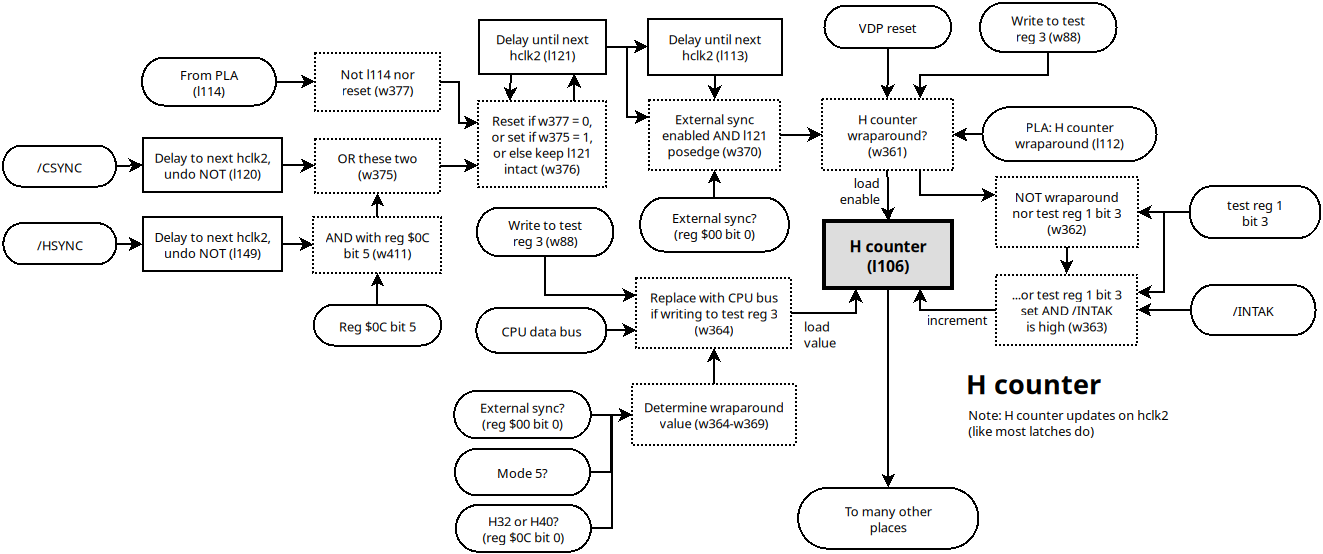 VDP reset
Write to test
reg 3 (w88)
Delay until next
hclk2 (l121)
Delay until next
hclk2 (l113)
From PLA
(l114)
Not l114 nor
reset (w377)
Reset if w377 = 0,
or set if w375 = 1,
or else keep l121
intact (w376)
External sync
enabled AND l121
posedge (w370)
H counter
wraparound?
(w361)
PLA: H counter
wraparound (l112)
/CSYNC
Delay to next hclk2,
undo NOT (l120)
OR these two
(w375)
load
enable
NOT wraparound
nor test reg 1 bit 3
(w362)
test reg 1
bit 3
/HSYNC
Delay to next hclk2,
undo NOT (l149)
AND with reg $0C
bit 5 (w411)
Write to test
reg 3 (w88)
External sync?
(reg $00 bit 0)
H counter
(l106)
Reg $0C bit 5
CPU data bus
Replace with CPU bus
if writing to test reg 3
(w364)
load
value
increment
...or test reg 1 bit 3
set AND /INTAK
is high (w363)
/INTAK
External sync?
(reg $00 bit 0)
Determine wraparound
value (w364-w369)
H counter
Note: H counter updates on hclk2
(like most latches do)
Mode 5?
H32 or H40?
(reg $0C bit 0)
To many other
places